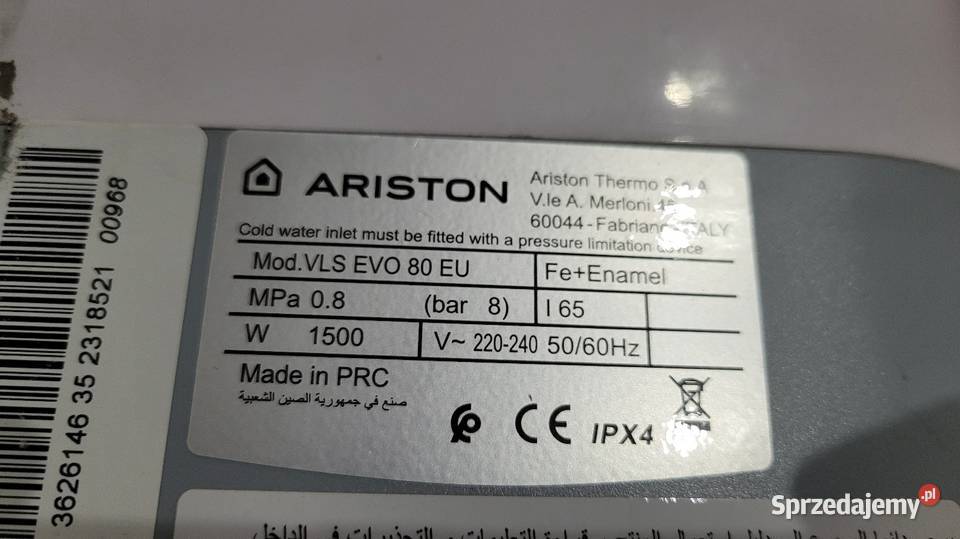 3626146 35 2318521 00968
ARISTON
Ariston Thermo S.p.A
V.le A. Merloni
60044 - Fabriano ITALY
Cold water inlet must be fitted with a pressure limitation device
Mod.VLS EVO 80 EU
Fe+Enamel
MPa 0.8 (bar 8) I 65
W 1500 V~ 220-240 50/60Hz
Made in PRC
صنع في جمهورية الصين الشعبية
CE IPX4
Sprzedajemy.pl